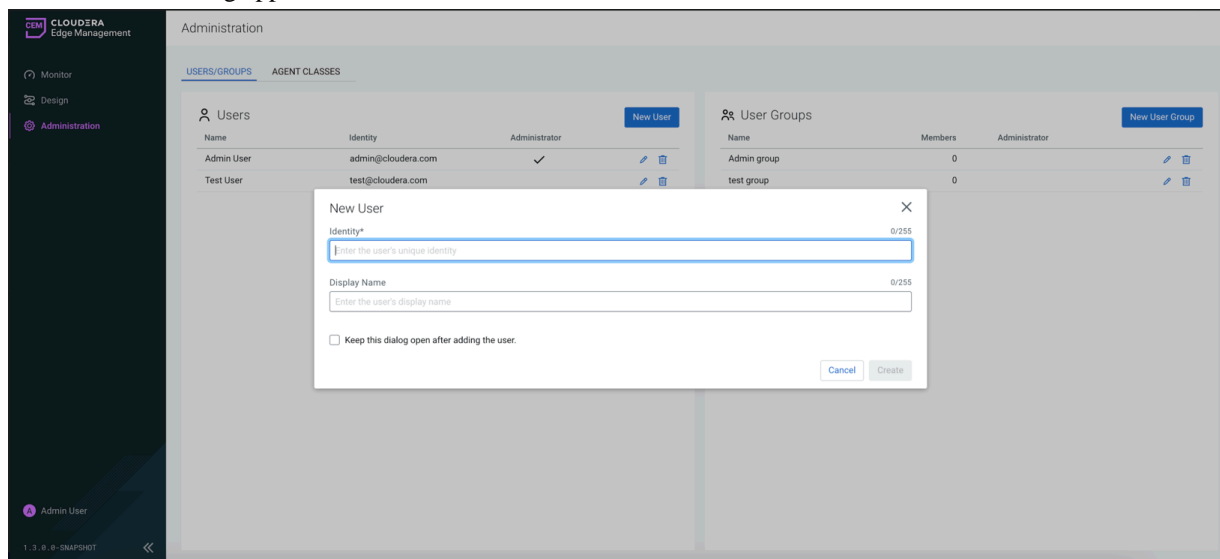 CEM CLOUDERA
Edge Management
Administration
Monitor
Design
Administration
USERS/GROUPS AGENT CLASSES
Users New User
Name Identity Administrator
Admin User admin@cloudera.com
Test User test@cloudera.com
User Groups New User Group
Name Members Administrator
Admin group 0
test group 0
New User
Identity* 0/255
Enter the user's unique identity
Display Name 0/255
Enter the user's display name
Keep this dialog open after adding the user.
Cancel Create
A Admin User
1.3.0.0-SNAPSHOT